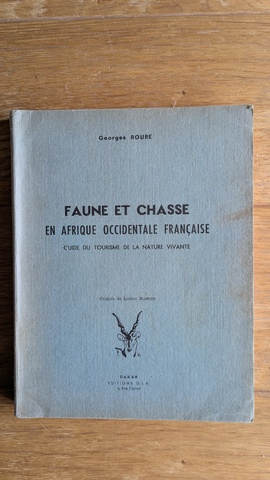 Georges ROURE
FAUNE ET CHASSE
EN AFRIQUE OCCIDENTALE FRANÇAISE
GUIDE DU TOURISME DE LA NATURE VIVANTE
DAKAR
EDITIONS G.I.A.